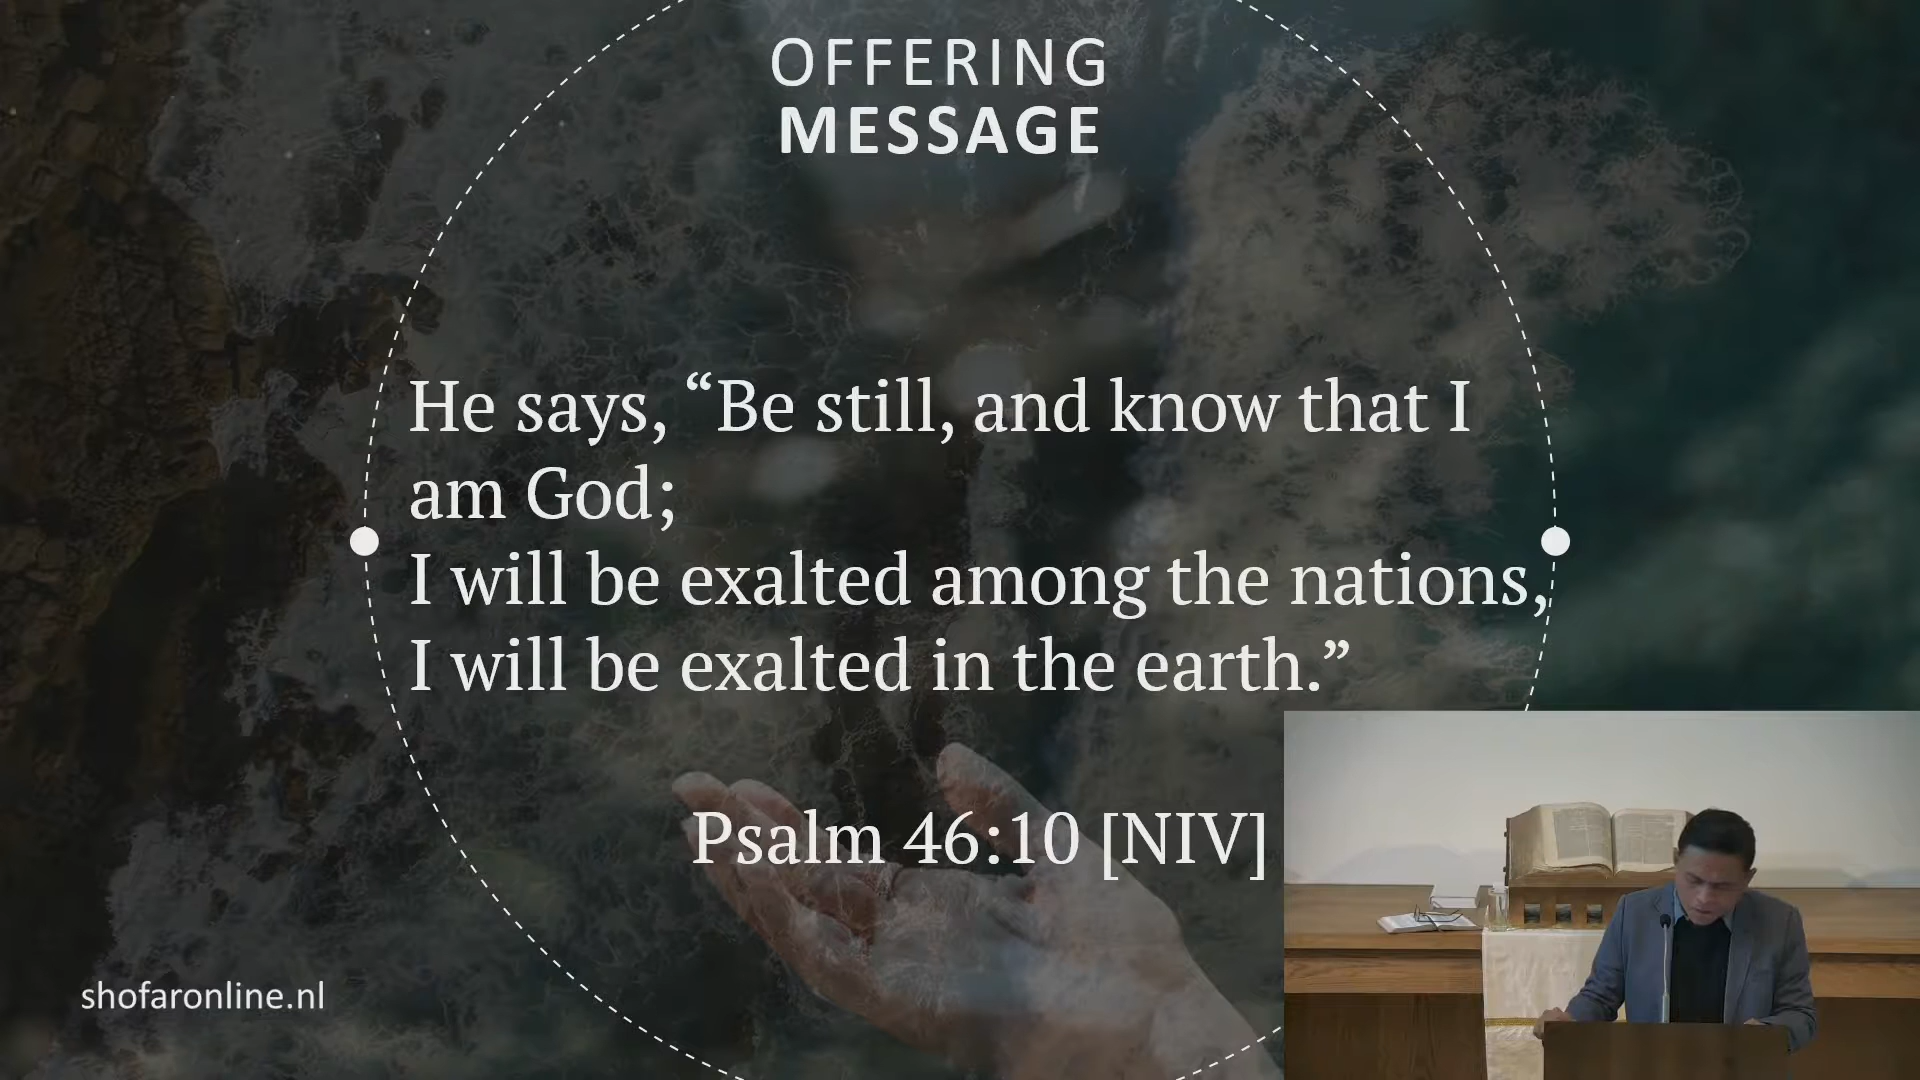 OFFERING
MESSAGE
He says, “Be still, and know that I
am God;
I will be exalted among the nations,
I will be exalted in the earth.”
Psalm 46:10 [NIV]
shofaronline.nl